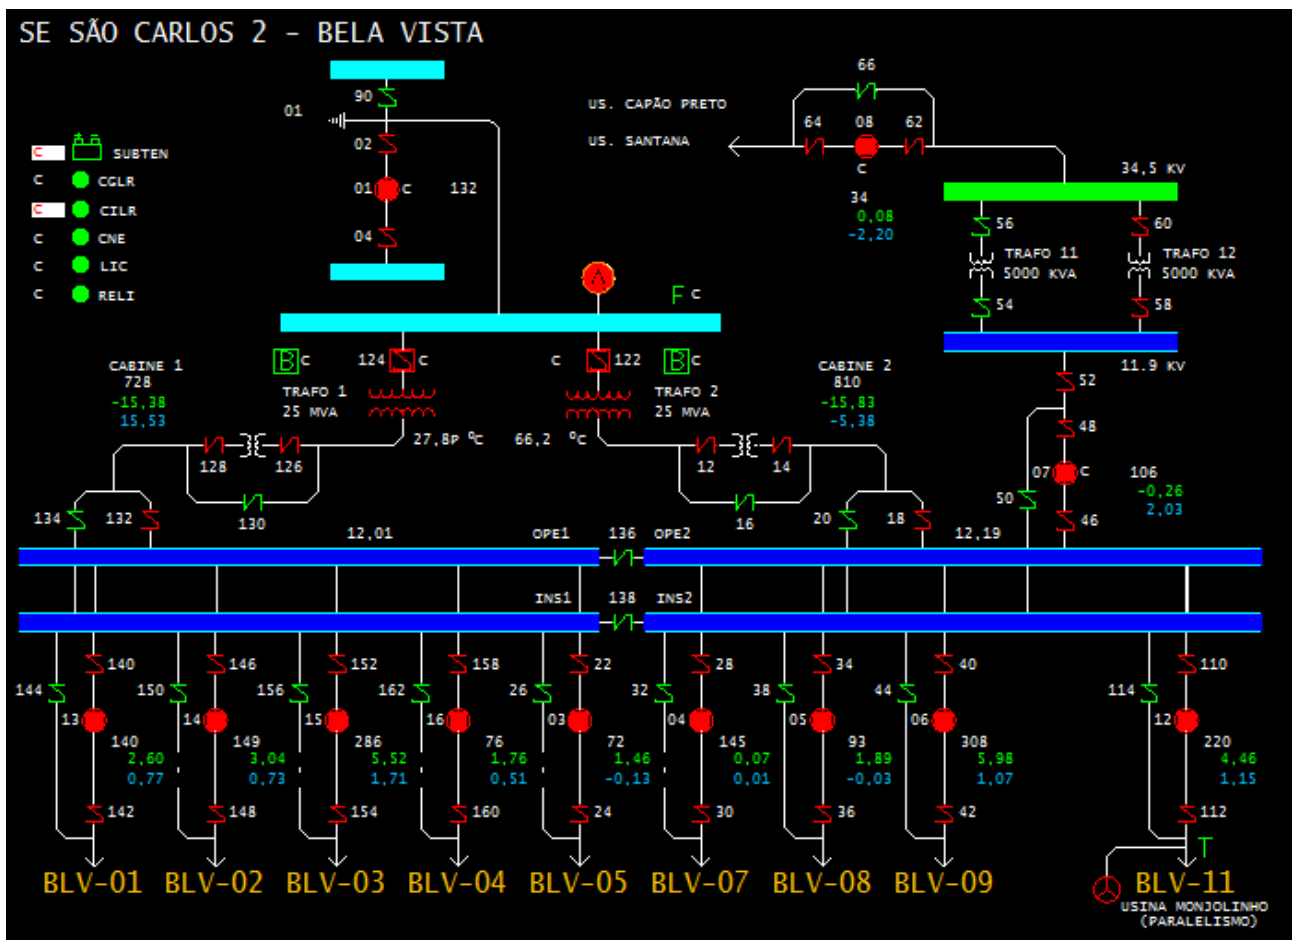 SE SÃO CARLOS 2 - BELA VISTA
66
90
01
US. CAPÃO PRETO
64 08 62
02
US. SANTANA
C SUBTEN
C
34,5 KV
C CGLR
01 C 132
34
C CILR
0,08
56 60
C CNE
04
-2,20
TRAFO 11 TRAFO 12
C LIC
5000 KVA 5000 KVA
A
C RELI
F C
54 58
B C 124 C
C 122 B C
CABINE 1
CABINE 2
11.9 KV
728
810
52
-15,38
TRAFO 1
TRAFO 2
-15,83
15,53
25 MVA
25 MVA
-5,38
48
27,8P ºC 66,2 ºC
128 126
12 14
07 C 106
-0,26
50
2,03
134 132
130
16
20 18
46
12,01 OPE1 136 OPE2 12,19
INS1 138 INS2
140 146 152 158 22 28 34 40 110
144 150 156 162 26 32 38 44 114
13 14 15 16 03 04 05 06 12
140 149 286 76 72 145 93 308 220
2,60 3,04 5,52 1,76 1,46 0,07 1,89 5,98 4,46
0,77 0,73 1,71 0,51 -0,13 0,01 -0,03 1,07 1,15
142 148 154 160 24 30 36 42 112
T
BLV-01 BLV-02 BLV-03 BLV-04 BLV-05 BLV-07 BLV-08 BLV-09 BLV-11
USINA MONJOLINHO
(PARALELISMO)